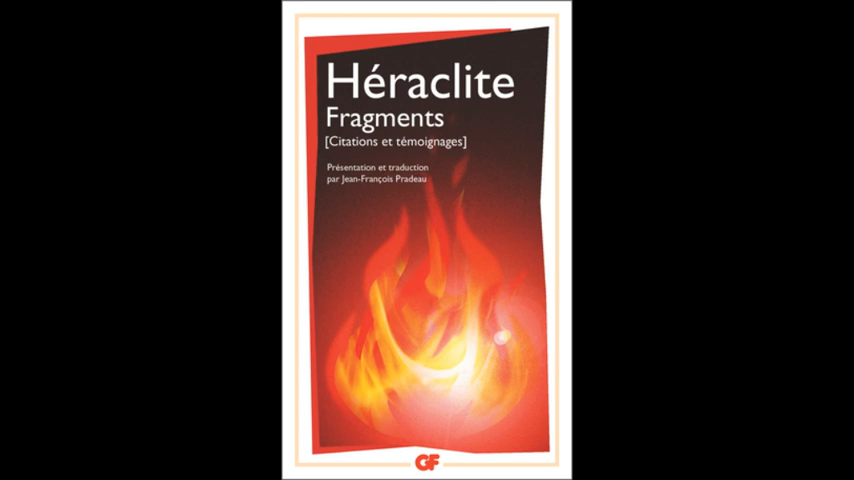 Héraclite
Fragments
[Citations et témoignages]
Présentation et traduction
par Jean-François Pradeau
GF